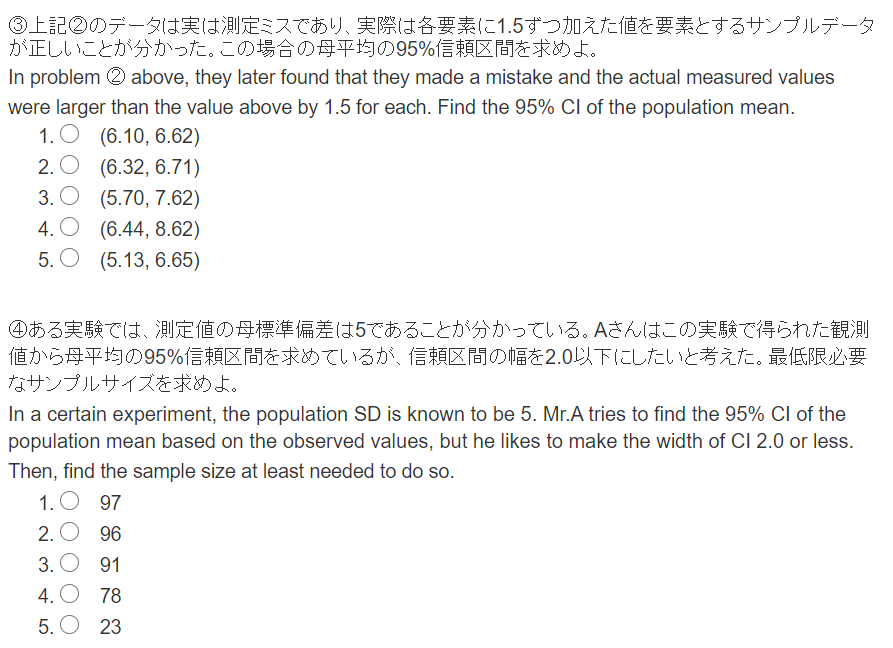 ③上記②のデータは実は測定ミスであり、実際は各要素に1.5ずつ加えた値を要素とするサンプルデータ
が正しいことが分かった。この場合の母平均の95%信頼区間を求めよ。
In problem ② above, they later found that they made a mistake and the actual measured values
were larger than the value above by 1.5 for each. Find the 95% CI of the population mean.
1. (6.10, 6.62)
2. (6.32, 6.71)
3. (5.70, 7.62)
4. (6.44, 8.62)
5. (5.13, 6.65)
④ある実験では、測定値の母標準偏差は5であることが分かっている。Aさんはこの実験で得られた観測
値から母平均の95%信頼区間を求めているが、信頼区間の幅を2.0以下にしたいと考えた。最低限必要
なサンプルサイズを求めよ。
In a certain experiment, the population SD is known to be 5. Mr.A tries to find the 95% CI of the
population mean based on the observed values, but he likes to make the width of CI 2.0 or less.
Then, find the sample size at least needed to do so.
1. 97
2. 96
3. 91
4. 78
5. 23